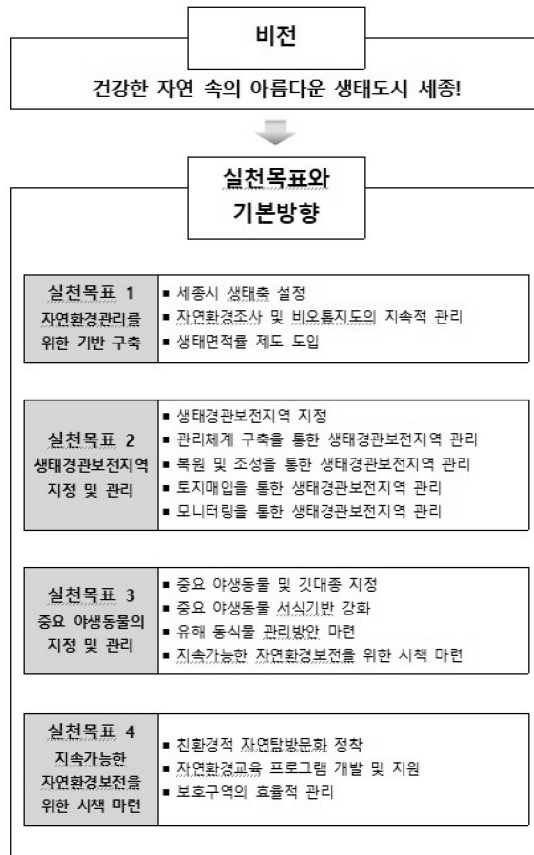 비전
건강한 자연 속의 아름다운 생태도시 세종!
실천목표와
기본방향
실천목표 1
자연환경관리를
위한 기반 구축
▪ 세종시 생태축 설정
▪ 자연환경조사 및 비오톱지도의 지속적 관리
▪ 생태면적률 제도 도입
실천목표 2
생태경관보전지역
지정 및 관리
▪ 생태경관보전지역 지정
▪ 관리체계 구축을 통한 생태경관보전지역 관리
▪ 복원 및 조성을 통한 생태경관보전지역 관리
▪ 토지매입을 통한 생태경관보전지역 관리
▪ 모니터링을 통한 생태경관보전지역 관리
실천목표 3
중요 야생동물의
지정 및 관리
▪ 중요 야생동물 및 깃대종 지정
▪ 중요 야생동물 서식기반 강화
▪ 유해 동식물 관리방안 마련
▪ 지속가능한 자연환경보전을 위한 시책 마련
실천목표 4
지속가능한
자연환경보전을
위한 시책 마련
▪ 친환경적 자연탐방문화 정착
▪ 자연환경교육 프로그램 개발 및 지원
▪ 보호구역의 효율적 관리